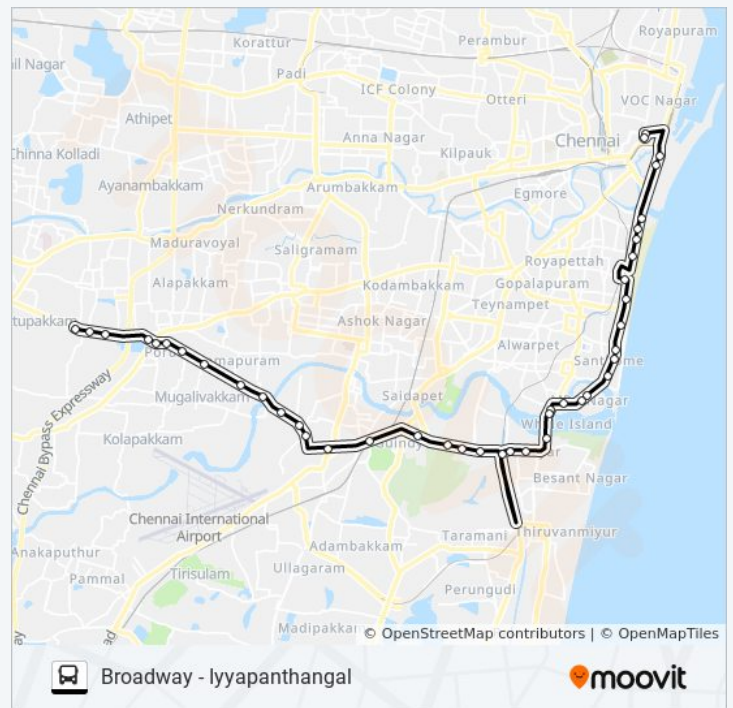 Royapuram
Korattur
Perambur
il Nagar
Padi
ICF Colony
Otteri
VOC Nagar
Athipet
Anna Nagar
Chennai
Chinna Kolladi
Kilpauk
Ayanambakkam
Arumbakkam
Egmore
Nerkundram
Maduravoyal
Saligramam
Royapettah
Alapakkam
Kodambakkam
Gopalapuram
Teynampet
tupakkam
Ashok Nagar
Alwarpet
Mugalivakkam
Saidapet
Kolapakkam
Chennai Bypass Expressway
Besant Nagar
Chennai International
Airport
Taramani
Thiruvanmiyur
Anakaputhur
Adambakkam
Tirisulam
Ullagaram
Pammal
Perungudi
Madipakkam
© OpenStreetMap contributors | © OpenMapTiles
Broadway - Iyyapanthangal
moovit